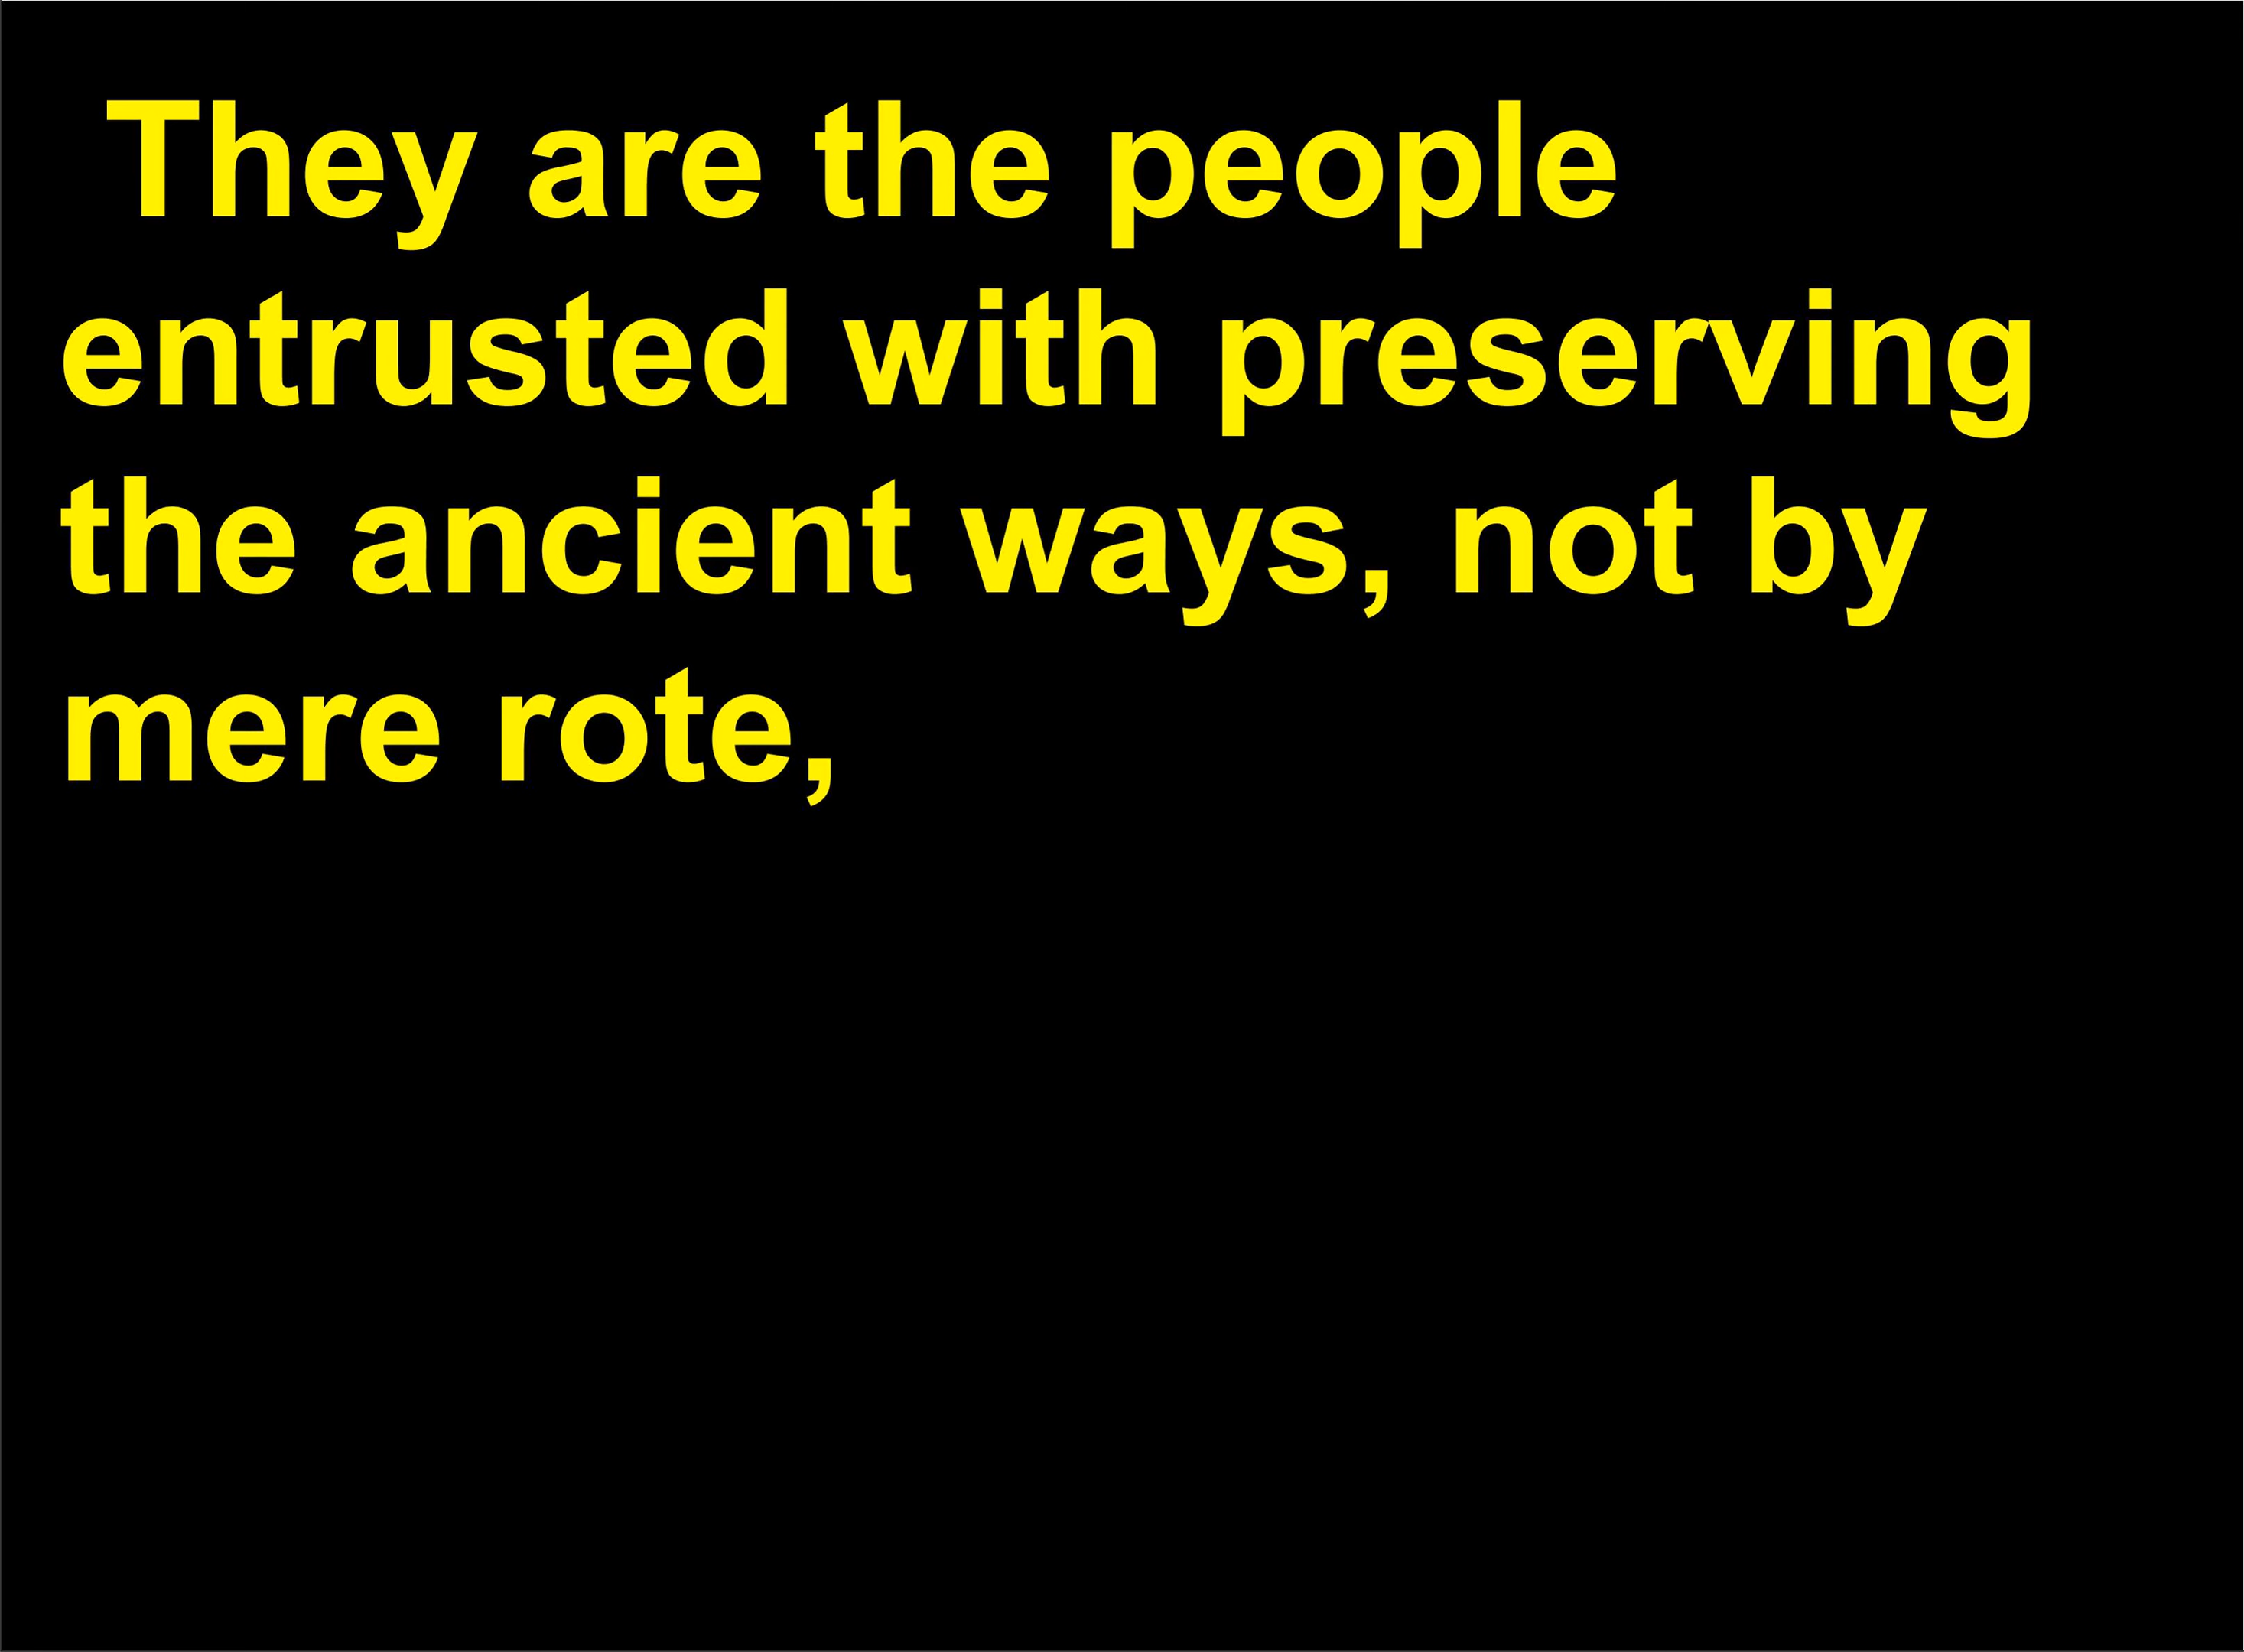 They are the people
entrusted with preserving
the ancient ways, not by
mere rote,